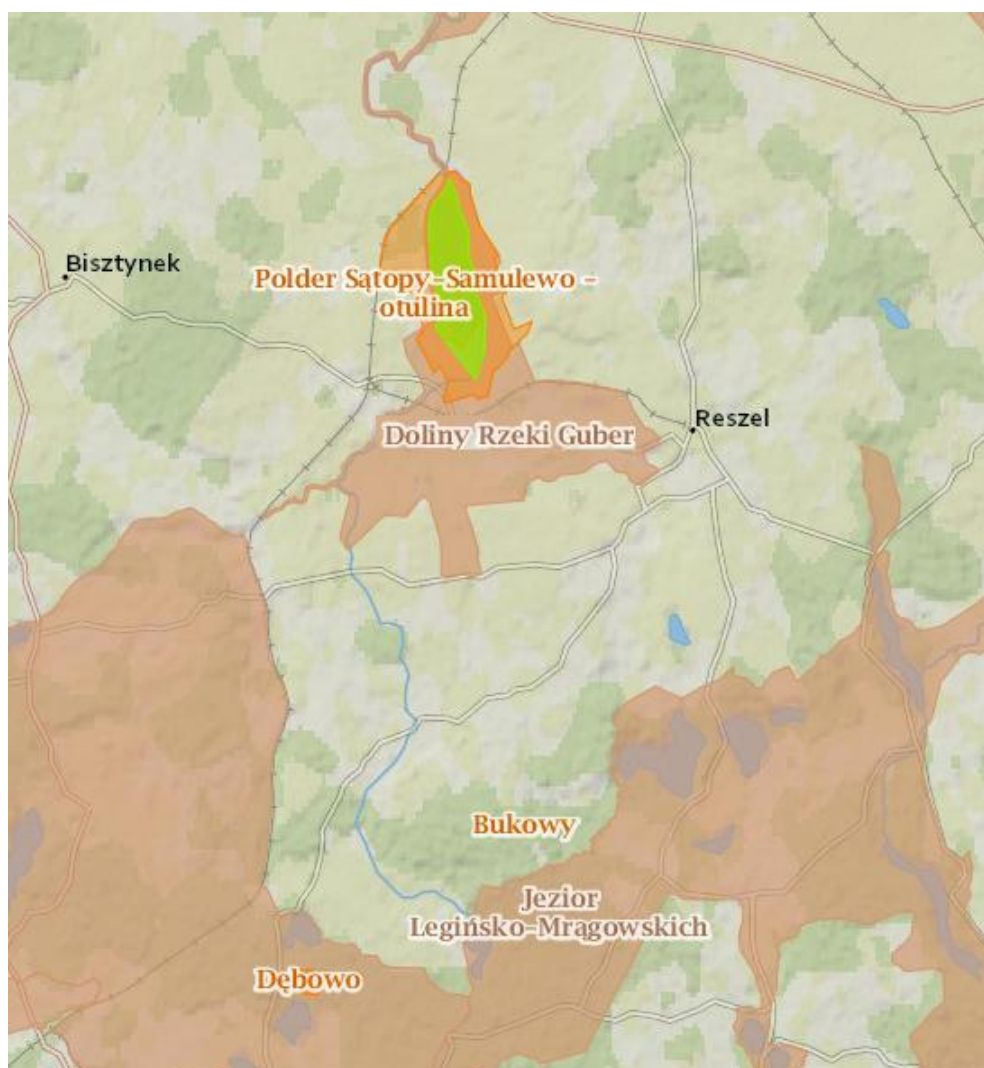 Bisztynek
Polder Sątopy-Samulewo -
otulina
Reszel
Doliny Rzeki Guber
Bukowy
Jezior
Legińsko-Mrągowskich
Dębowo